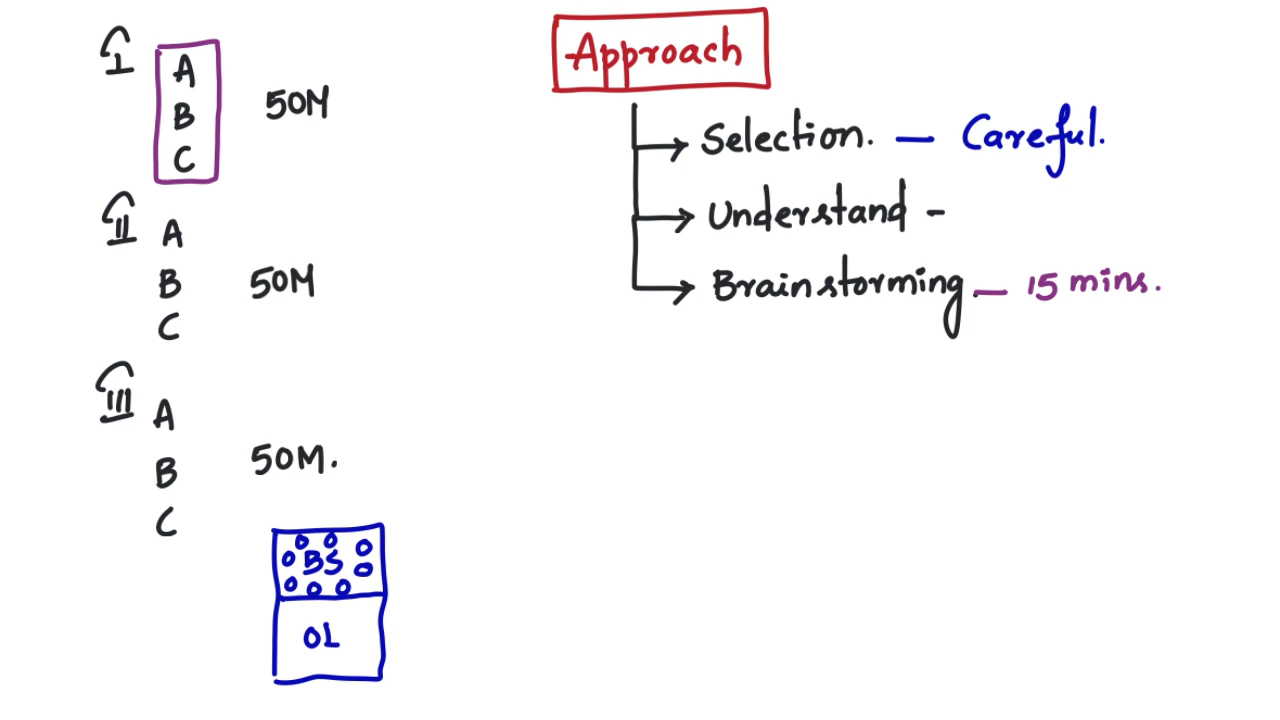 I
A
B
C
50M
II
A
B
C
50M
III
A
B
C
50M.
BS
OL
Approach
Selection. — Careful.
Understand -
Brainstorming. — 15 mins.